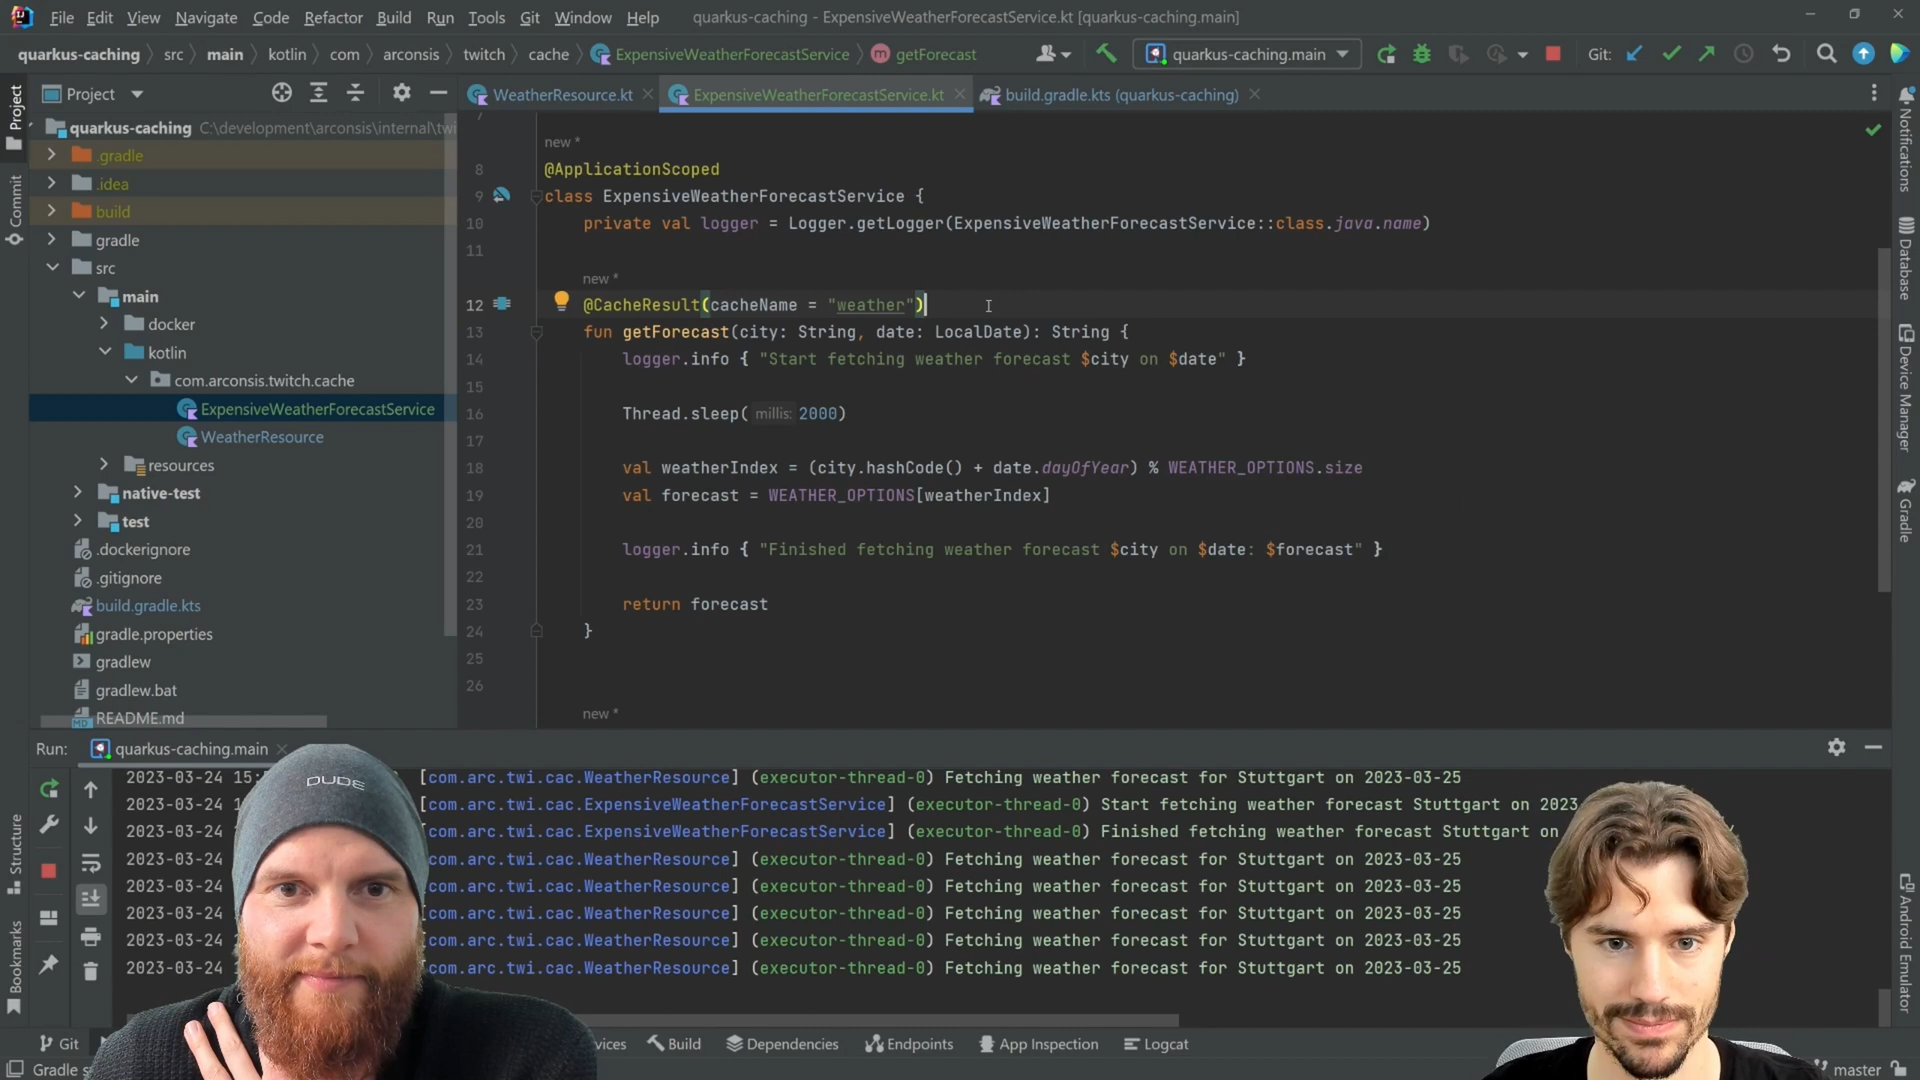 File Edit View Navigate Code Refactor Build Run Tools Git Window Help quarkus-caching - ExpensiveWeatherForecastService.kt [quarkus-caching.main]
quarkus-caching src main kotlin com arconsis twitch cache ExpensiveWeatherForecastService getForecast quarkus-caching.main Git:
Project
Commit
Structure
Bookmarks
Project
quarkus-caching C:\development\arconsis\internal\twi
.gradle
.idea
build
gradle
src
main
docker
kotlin
com.arconsis.twitch.cache
ExpensiveWeatherForecastService
WeatherResource
resources
native-test
test
.dockerignore
.gitignore
build.gradle.kts
gradle.properties
gradlew
gradlew.bat
README.md
WeatherResource.kt ExpensiveWeatherForecastService.kt build.gradle.kts (quarkus-caching)
7
new *
8 @ApplicationScoped
9 class ExpensiveWeatherForecastService {
10 private val logger = Logger.getLogger(ExpensiveWeatherForecastService::class.java.name)
11
new *
12 @CacheResult(cacheName = "weather")
13 fun getForecast(city: String, date: LocalDate): String {
14 logger.info { "Start fetching weather forecast $city on $date" }
15
16 Thread.sleep( millis: 2000)
17
18 val weatherIndex = (city.hashCode() + date.dayOfYear) % WEATHER_OPTIONS.size
19 val forecast = WEATHER_OPTIONS[weatherIndex]
20
21 logger.info { "Finished fetching weather forecast $city on $date: $forecast" }
22
23 return forecast
24 }
25
26
new *
Notifications
Database
Device Manager
Gradle
Android Emulator
Run: quarkus-caching.main
2023-03-24 15: [com.arc.twi.cac.WeatherResource] (executor-thread-0) Fetching weather forecast for Stuttgart on 2023-03-25
2023-03-24 1 [com.arc.twi.cac.ExpensiveWeatherForecastService] (executor-thread-0) Start fetching weather forecast Stuttgart on 2023
2023-03-24 [com.arc.twi.cac.ExpensiveWeatherForecastService] (executor-thread-0) Finished fetching weather forecast Stuttgart on
2023-03-24 [com.arc.twi.cac.WeatherResource] (executor-thread-0) Fetching weather forecast for Stuttgart on 2023-03-25
2023-03-24 [com.arc.twi.cac.WeatherResource] (executor-thread-0) Fetching weather forecast for Stuttgart on 2023-03-25
2023-03-24 [com.arc.twi.cac.WeatherResource] (executor-thread-0) Fetching weather forecast for Stuttgart on 2023-03-25
2023-03-24 [com.arc.twi.cac.WeatherResource] (executor-thread-0) Fetching weather forecast for Stuttgart on 2023-03-25
2023-03-24 [com.arc.twi.cac.WeatherResource] (executor-thread-0) Fetching weather forecast for Stuttgart on 2023-03-25
DUDE
Git vices Build Dependencies Endpoints App Inspection Logcat
Gradle s master